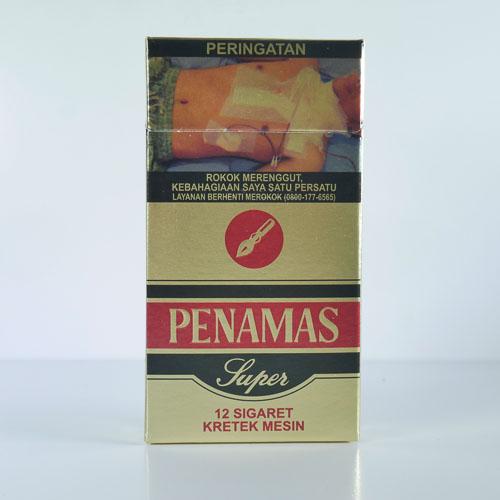 PERINGATAN
ROKOK MERENGGUT,
KEBAHAGIAAN SAYA SATU PERSATU
LAYANAN BERHENTI MEROKOK (0800-177-6565)
PENAMAS
Super
12 SIGARET
KRETEK MESIN